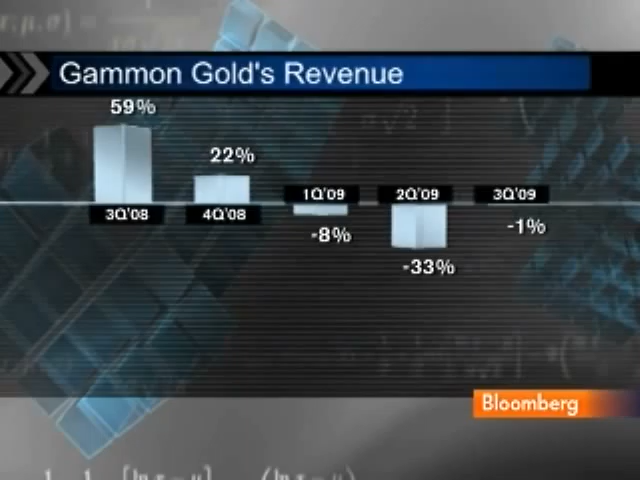 Gammon Gold's Revenue
59%
22%
1Q'09
2Q'09
3Q'09
3Q'08
4Q'08
-8%
-33%
-1%
Bloomberg